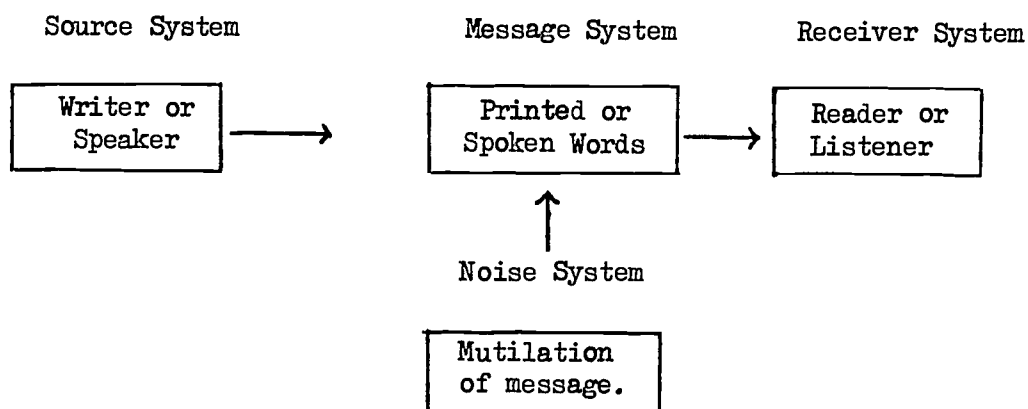 Source System
Message System
Receiver System
Writer or
Speaker
Printed or
Spoken Words
Reader or
Listener
Noise System
Mutilation
of message.